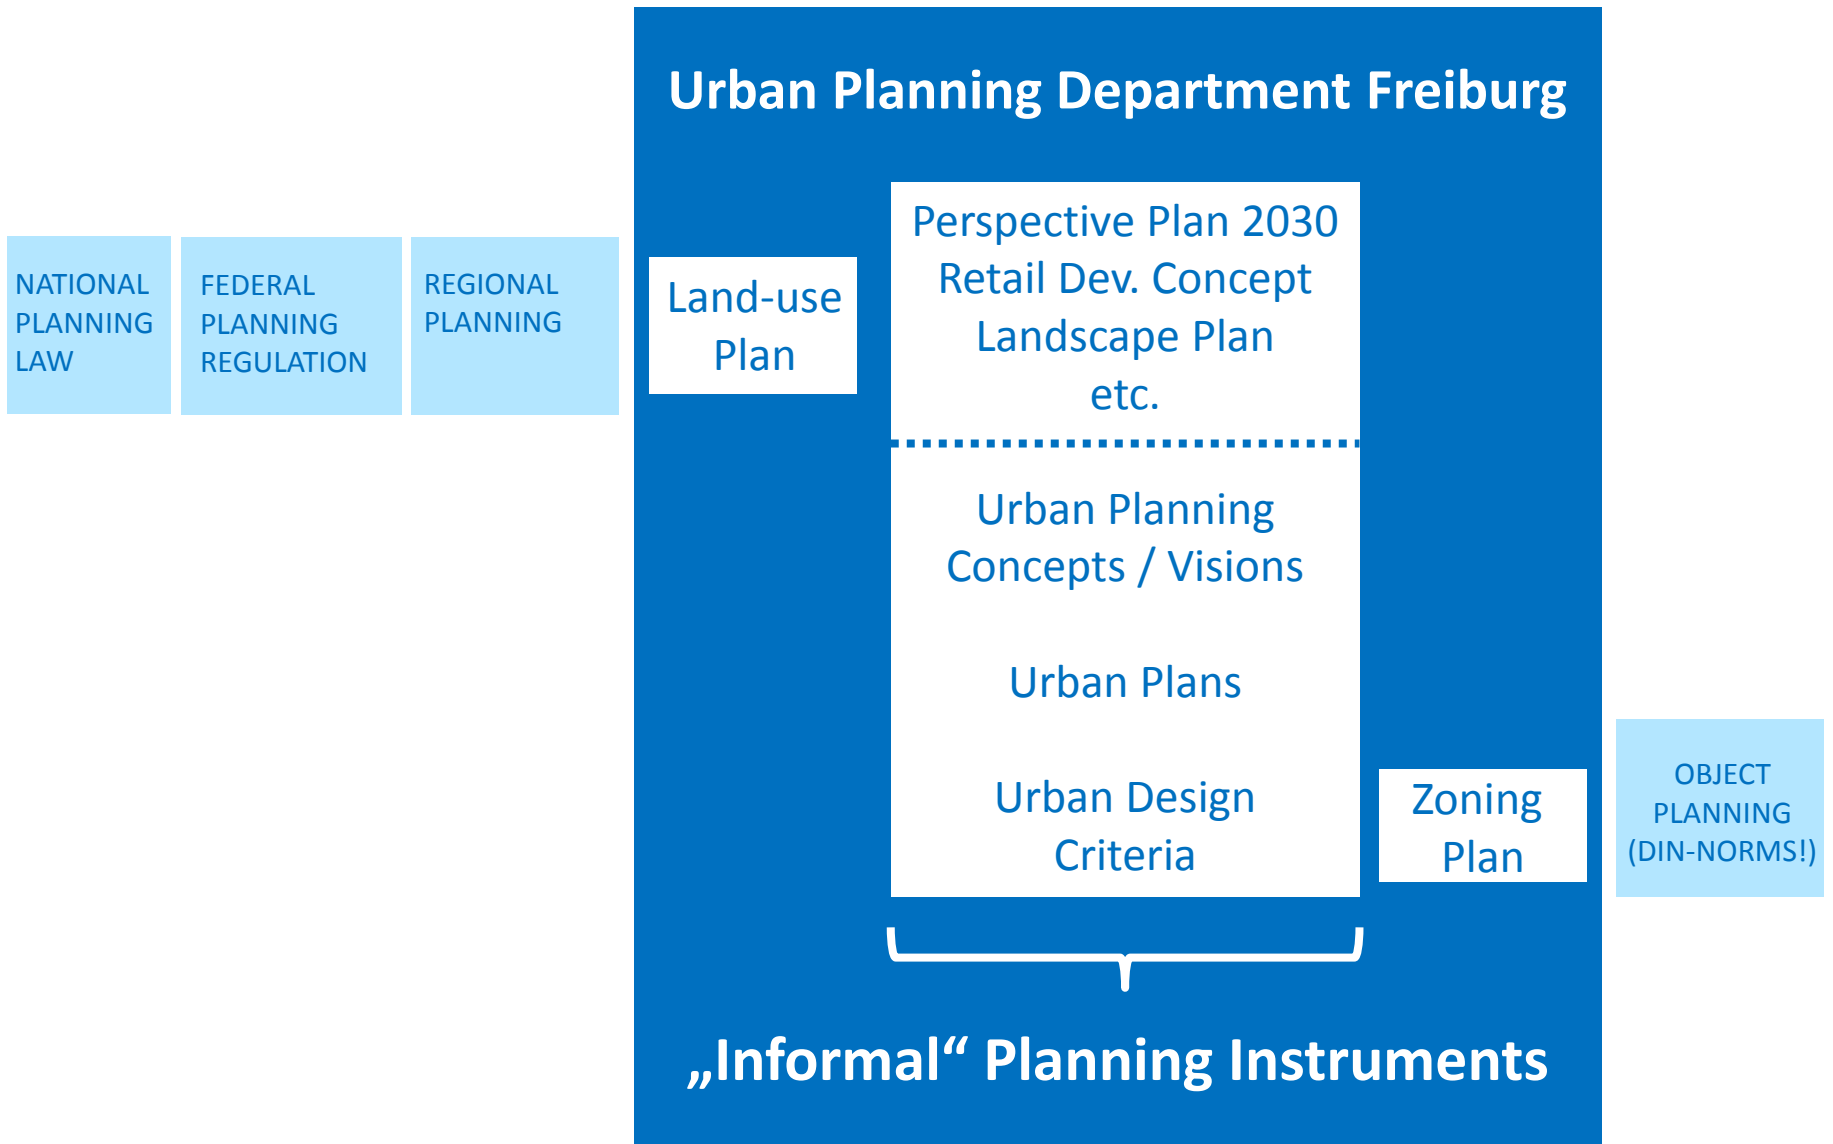 Urban Planning Department Freiburg
NATIONAL
PLANNING
LAW
FEDERAL
PLANNING
REGULATION
REGIONAL
PLANNING
Land-use
Plan
Perspective Plan 2030
Retail Dev. Concept
Landscape Plan
etc.
Urban Planning
Concepts / Visions
Urban Plans
Urban Design
Criteria
Zoning
Plan
OBJECT
PLANNING
(DIN-NORMS!)
„Informal“ Planning Instruments